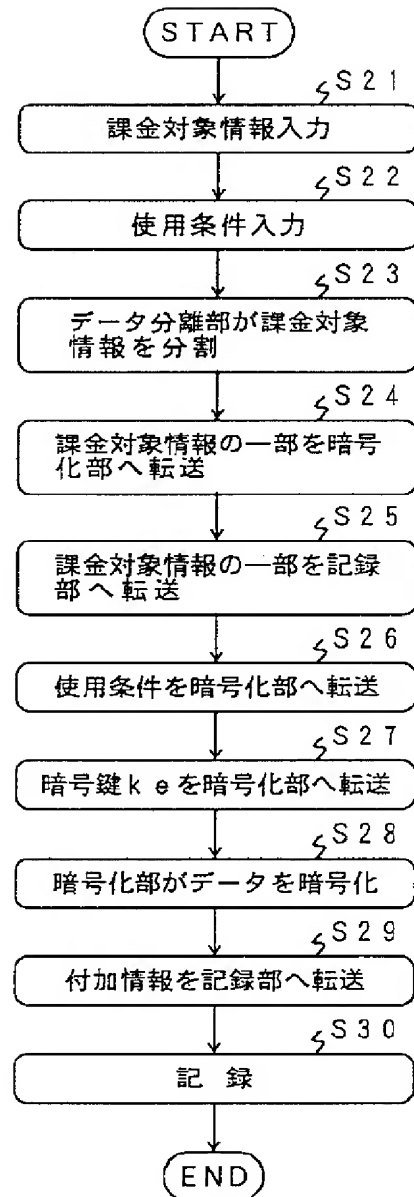 START
S21
課金対象情報入力
S22
使用条件入力
S23
データ分離部が課金対象
情報を分割
S24
課金対象情報の一部を暗号
化部へ転送
S25
課金対象情報の一部を記録
部へ転送
S26
使用条件を暗号化部へ転送
S27
暗号鍵keを暗号化部へ転送
S28
暗号化部がデータを暗号化
S29
付加情報を記録部へ転送
S30
記 録
END